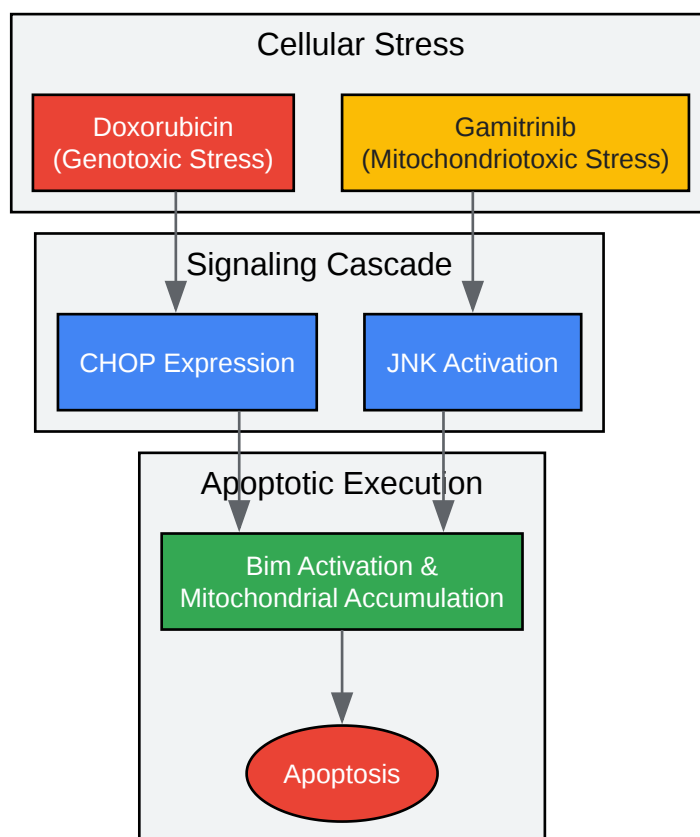 Cellular Stress
Doxorubicin
(Genotoxic Stress)
Gamitrinib
(Mitochondriotoxic Stress)
Signaling Cascade
CHOP Expression
JNK Activation
Apoptotic Execution
Bim Activation &
Mitochondrial Accumulation
Apoptosis